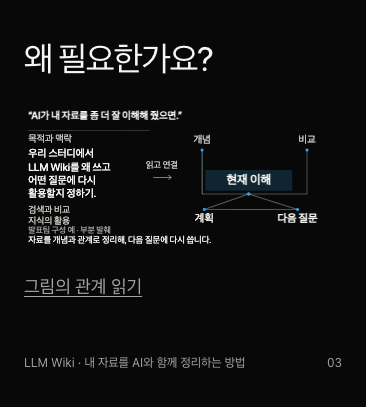 왜 필요한가요?
“AI가 내 자료를 좀 더 잘 이해해 줬으면.”
목적과 맥락
우리 스터디에서
LLM Wiki를 왜 쓰고
어떤 질문에 다시
활용할지 정하기.
읽고 연결
개념
비교
현재 이해
계획
다음 질문
검색과 비교
지식의 활용
발표팀 구성 예 · 부분 발췌
자료를 개념과 관계로 정리해, 다음 질문에 다시 씁니다.
그림의 관계 읽기
LLM Wiki · 내 자료를 AI와 함께 정리하는 방법
03